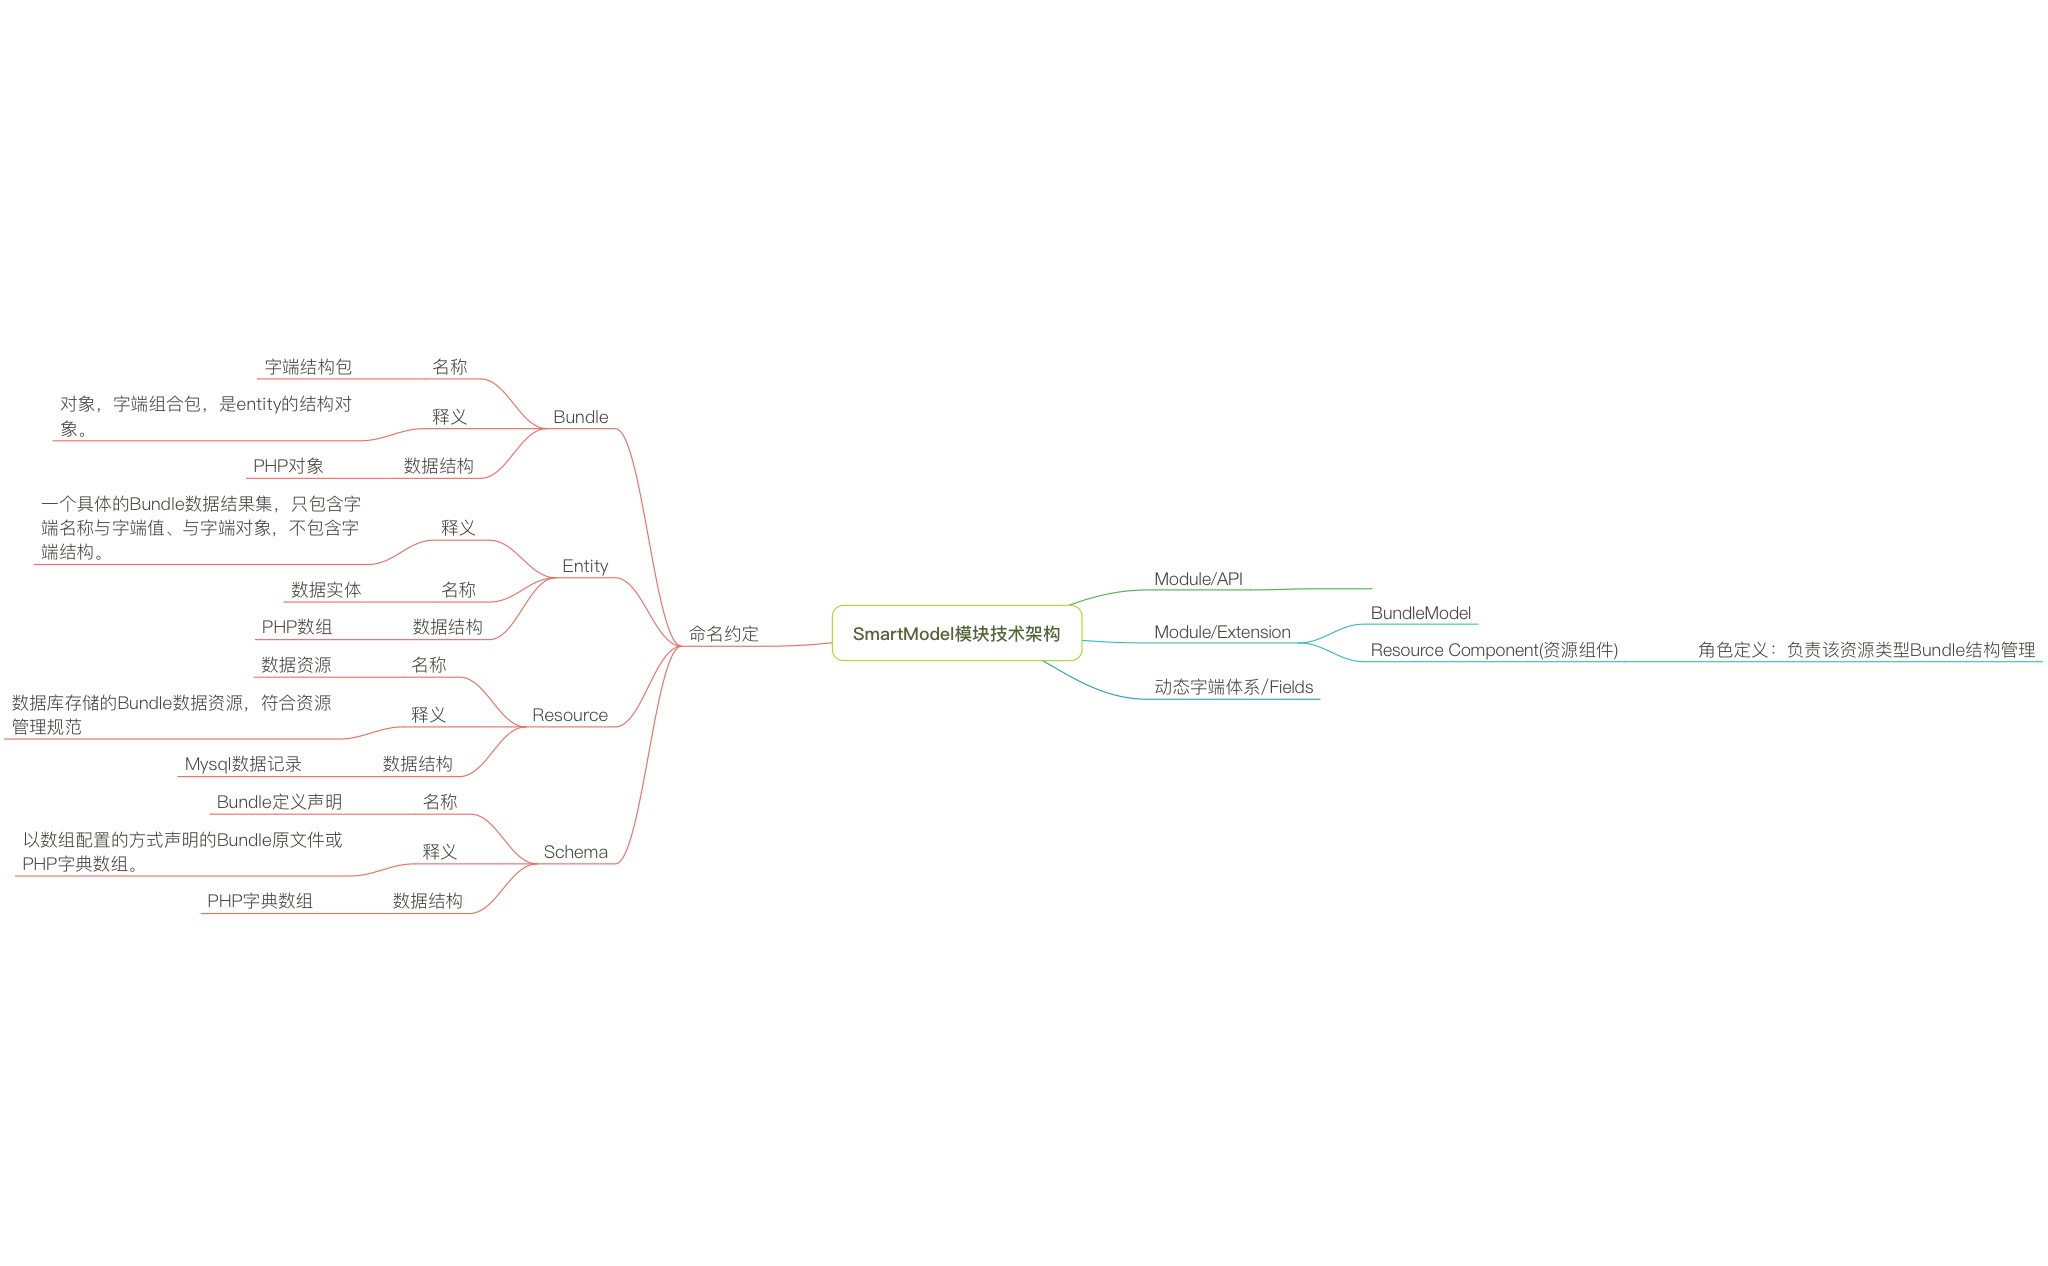 字端结构包
名称
对象，字端组合包，是entity的结构对
象。
释义
Bundle
PHP对象
数据结构
一个具体的Bundle数据结果集，只包含字
端名称与字端值、与字端对象，不包含字
端结构。
释义
Entity
数据实体
名称
PHP数组
数据结构
命名约定
数据资源
名称
数据库存储的Bundle数据资源，符合资源
管理规范
释义
Resource
Mysql数据记录
数据结构
Bundle定义声明
名称
以数组配置的方式声明的Bundle原文件或
PHP字典数组。
释义
Schema
PHP字典数组
数据结构
SmartModel模块技术架构
Module/API
Module/Extension
BundleModel
Resource Component(资源组件)
角色定义：负责该资源类型Bundle结构管理
动态字端体系/Fields